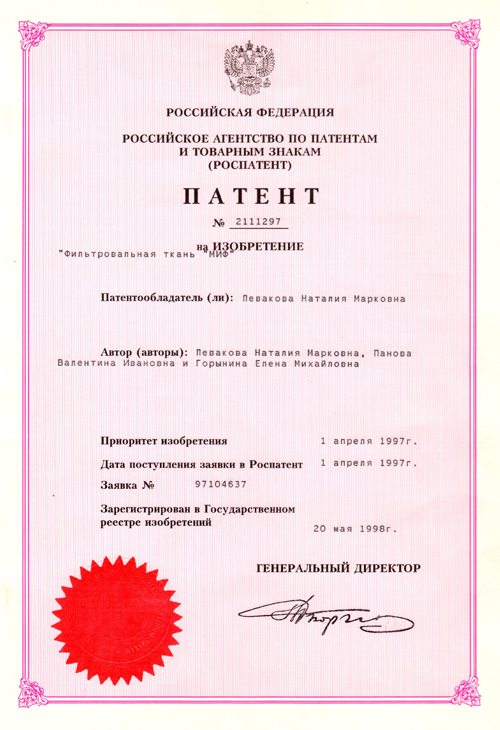 РОССИЙСКАЯ ФЕДЕРАЦИЯ
РОССИЙСКОЕ АГЕНТСТВО ПО ПАТЕНТАМ
И ТОВАРНЫМ ЗНАКАМ
(РОСПАТЕНТ)
ПАТЕНТ
№ 2111297
на ИЗОБРЕТЕНИЕ
"Фильтровальная ткань "МИФ"
Патентообладатель (ли): Левакова Наталия Марковна
Автор (авторы): Левакова Наталия Марковна, Панова
Валентина Ивановна и Горынина Елена Михайловна
Приоритет изобретения 1 апреля 1997г.
Дата поступления заявки в Роспатент 1 апреля 1997г.
Заявка № 97104637
Зарегистрирован в Государственном
реестре изобретений 20 мая 1998г.
ГЕНЕРАЛЬНЫЙ ДИРЕКТОР